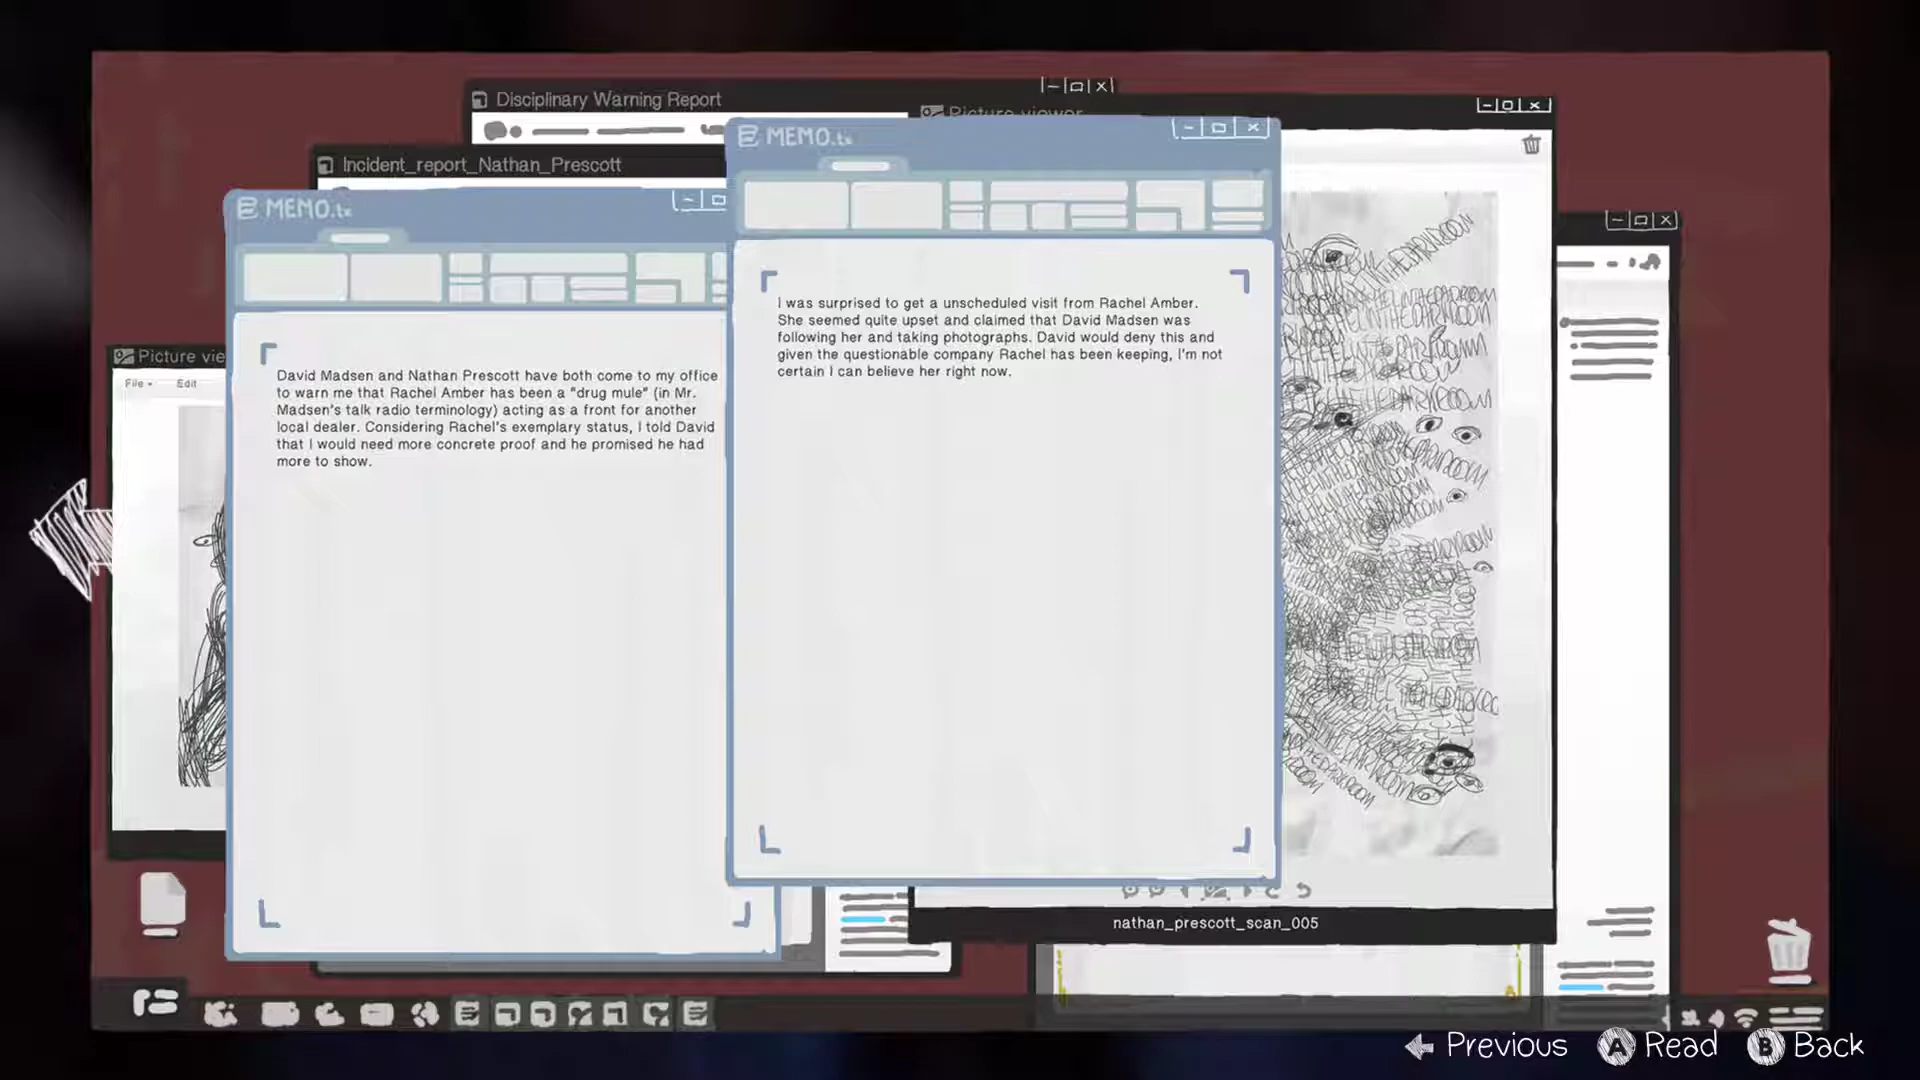 Disciplinary Warning Report
Picture viewer
MEMO.tx
Incident_report_Nathan_Prescott
MEMO.tx
I was surprised to get a unscheduled visit from Rachel Amber.
She seemed quite upset and claimed that David Madsen was
following her and taking photographs. David would deny this and
given the questionable company Rachel has been keeping, I'm not
certain I can believe her right now.
Picture vie
File
Edit
David Madsen and Nathan Prescott have both come to my office
to warn me that Rachel Amber has been a "drug mule" (in Mr.
Madsen's talk radio terminology) acting as a front for another
local dealer. Considering Rachel's exemplary status, I told David
that I would need more concrete proof and he promised he had
more to show.
nathan_prescott_scan_005
Previous
A Read
B Back